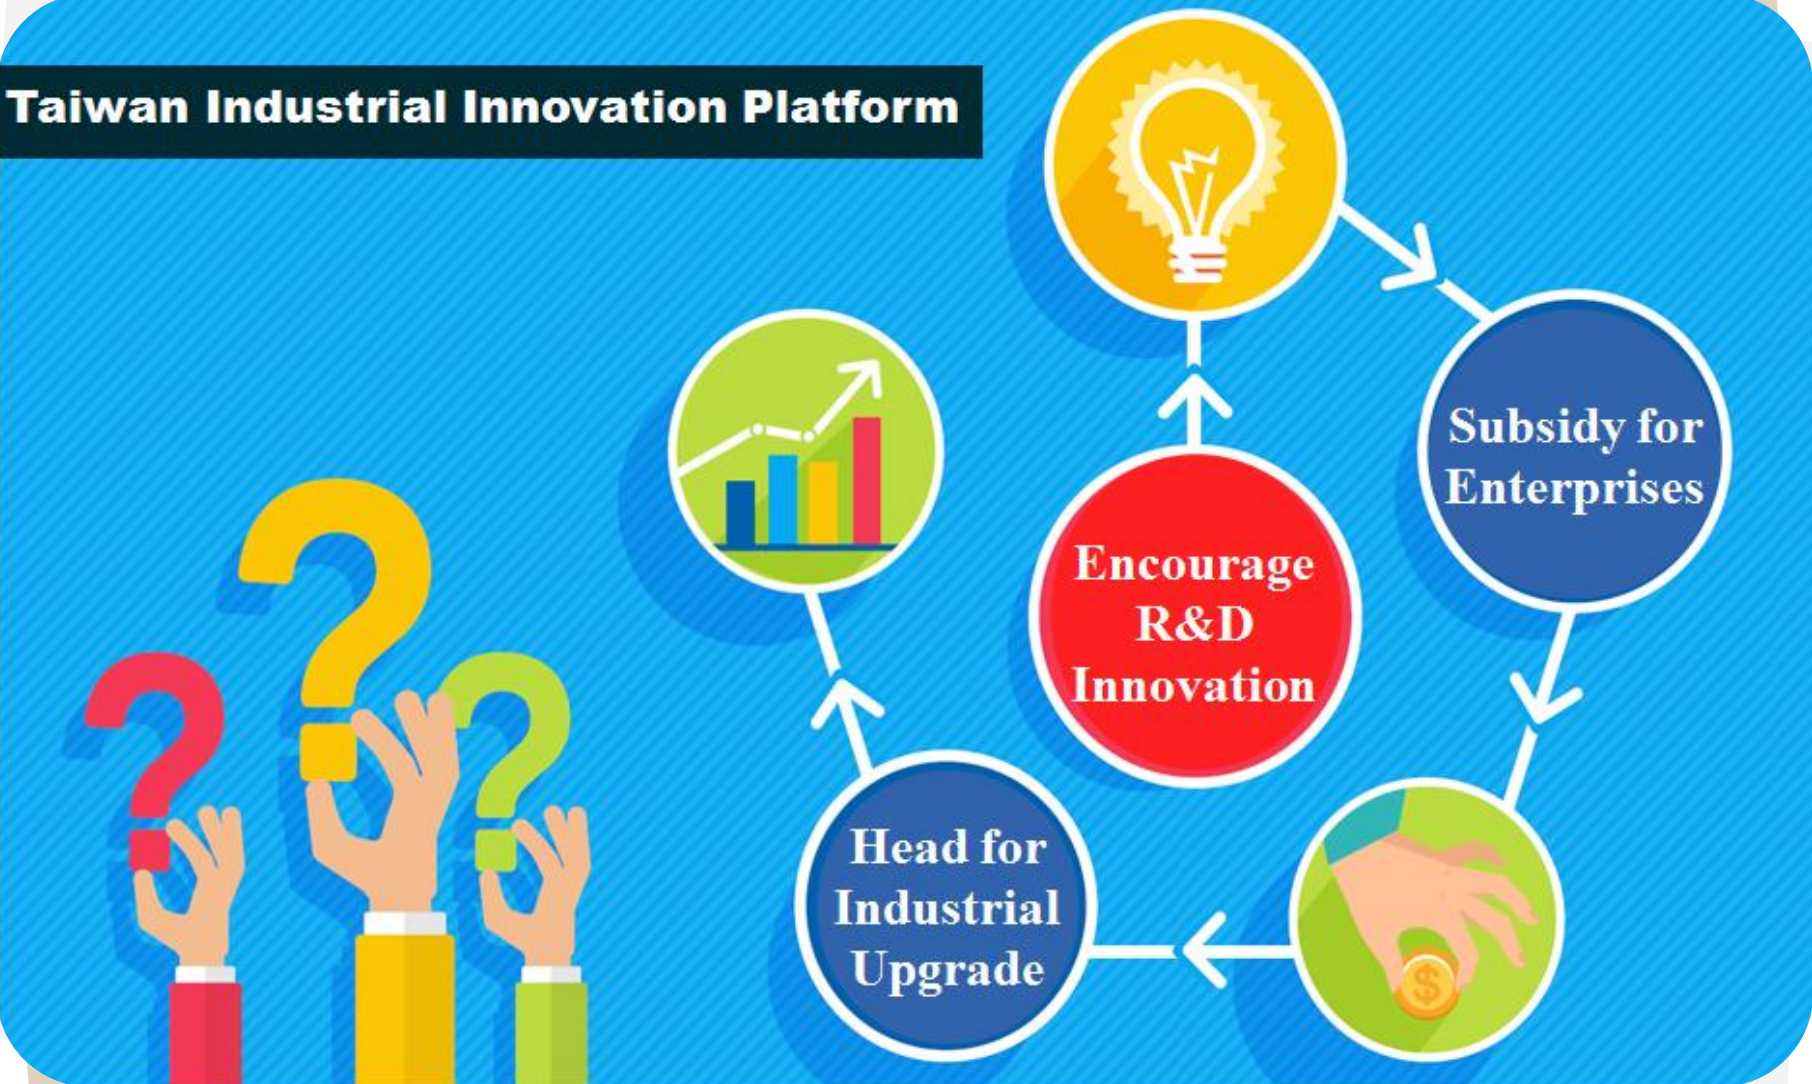 Taiwan Industrial Innovation Platform
Subsidy for
Enterprises
Encourage
R&D
Innovation
Head for
Industrial
Upgrade
$